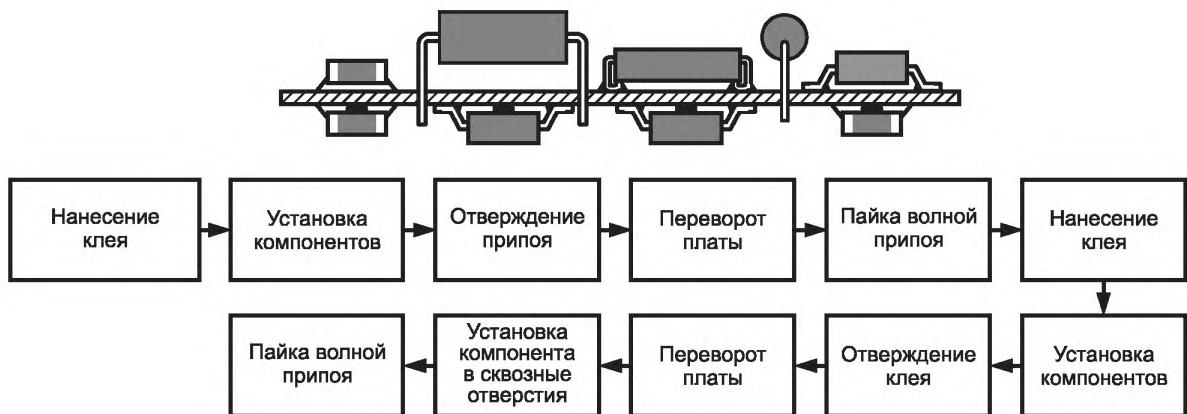 Нанесение
клея
Установка
компонентов
Отверждение
припоя
Переворот
платы
Пайка волной
припоя
Нанесение
клея
Установка
компонентов
Отверждение
клея
Переворот
платы
Установка
компонента
в сквозные
отверстия
Пайка волной
припоя